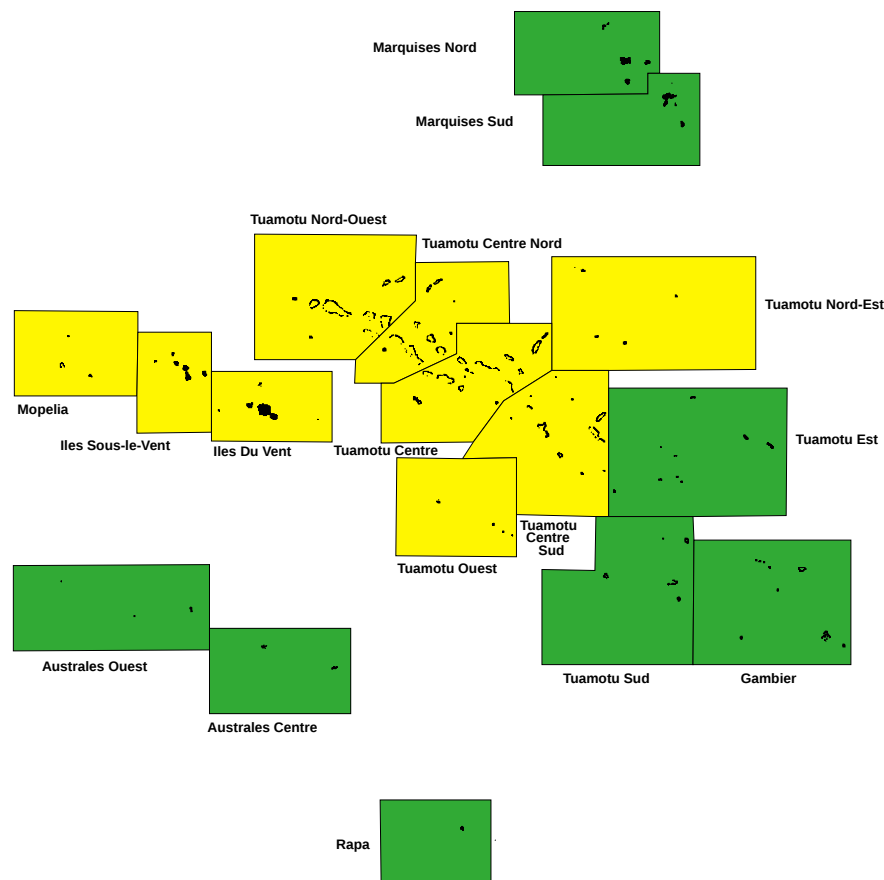 Marquises Nord
Marquises Sud
Tuamotu Nord-Ouest
Tuamotu Centre Nord
Tuamotu Nord-Est
Mopelia
Iles Sous-le-Vent
Iles Du Vent
Tuamotu Centre
Tuamotu Est
Tuamotu
Centre
Sud
Tuamotu Ouest
Australes Ouest
Tuamotu Sud
Gambier
Australes Centre
Rapa